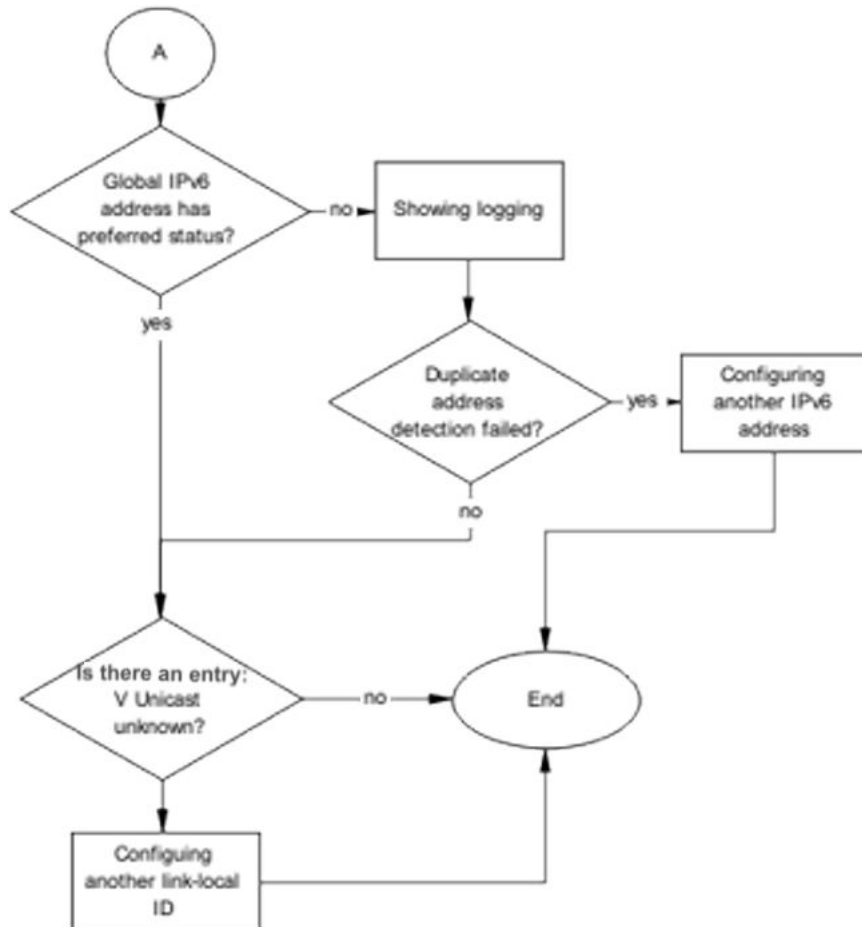 A
Global IPv6
address has
preferred status?
no
Showing logging
yes
Duplicate
address
detection failed?
yes
Configuring
another IPv6
address
no
Is there an entry:
V Unicast
unknown?
no
End
Configuing
another link-local
ID